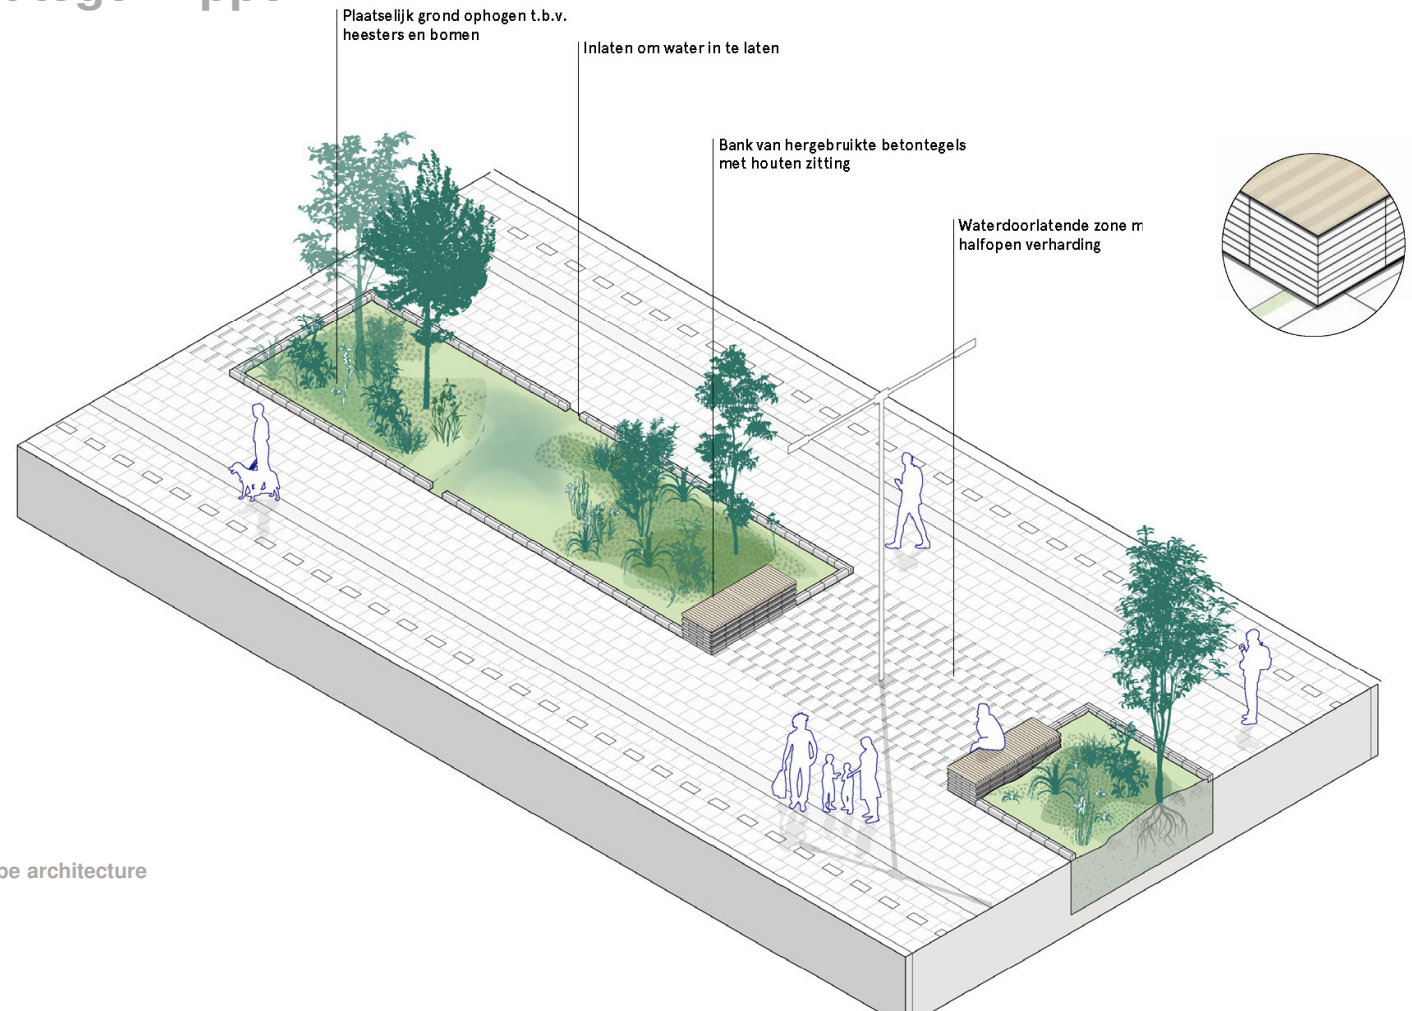 Plaatselijk grond ophogen t.b.v.
heesters en bomen
Inlaten om water in te laten
Bank van hergebruikte betontegels
met houten zitting
Waterdoorlatende zone m
halfopen verharding
pe architecture